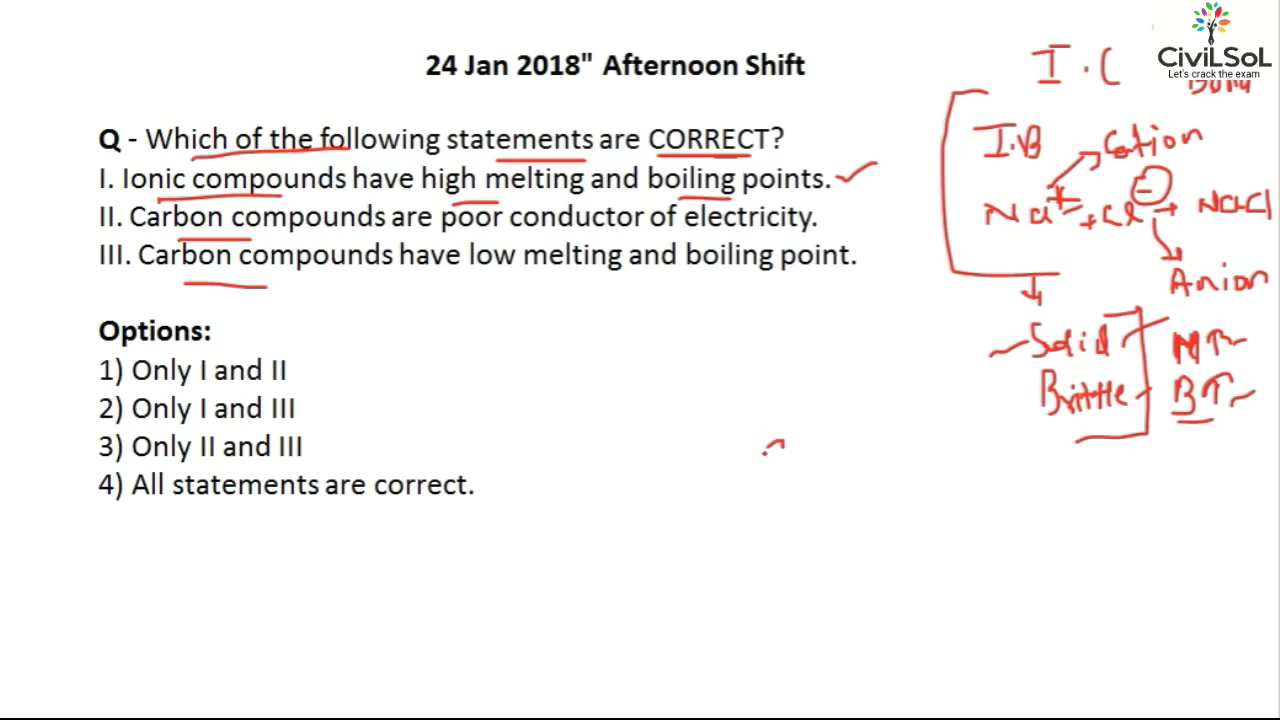 CiViLSoL
Let's crack the exam
24 Jan 2018" Afternoon Shift
Q - Which of the following statements are CORRECT?
I. Ionic compounds have high melting and boiling points.
II. Carbon compounds are poor conductor of electricity.
III. Carbon compounds have low melting and boiling point.
Options:
1) Only I and II
2) Only I and III
3) Only II and III
4) All statements are correct.
I.C
I.B Cation
Na+ + Cl- → NaCl
Anion
Solid
Brittle B